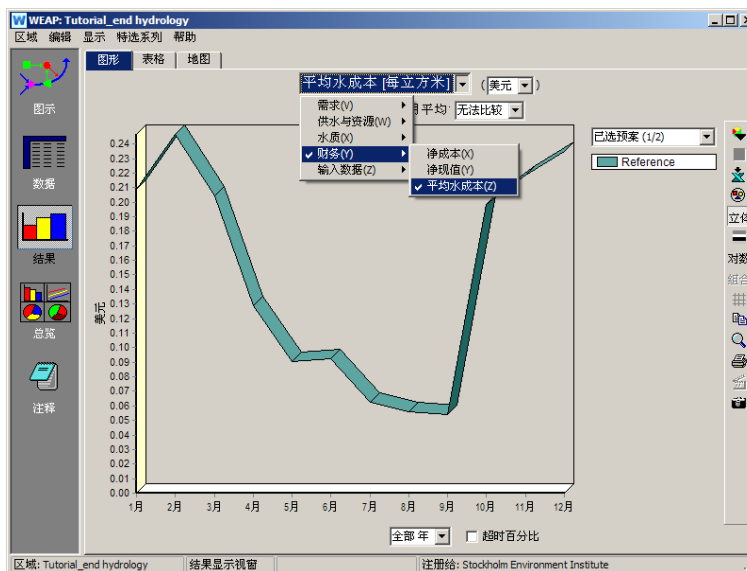 WEAP: Tutorial_end hydrology
区域 编辑 显示 特选系列 帮助
图形 表格 地图
平均水成本 [每立方米] (美元)
月平均 无法比较
需求(V)
供水与资源(W)
水质(X)
财务(Y)
输入数据(Z)
净成本(X)
净现值(Y)
平均水成本(Z)
已选预案 (1/2)
Reference
图示
数据
结果
总览
注释
美元
0.24
0.23
0.22
0.21
0.20
0.19
0.18
0.17
0.16
0.15
0.14
0.13
0.12
0.11
0.10
0.09
0.08
0.07
0.06
0.05
0.04
0.03
0.02
0.01
0.00
1月 2月 3月 4月 5月 6月 7月 8月 9月 10月 11月 12月
立体
对数
组合
全部 年 超时百分比
区域: Tutorial_end hydrology 结果显示视窗 注册给: Stockholm Environment Institute